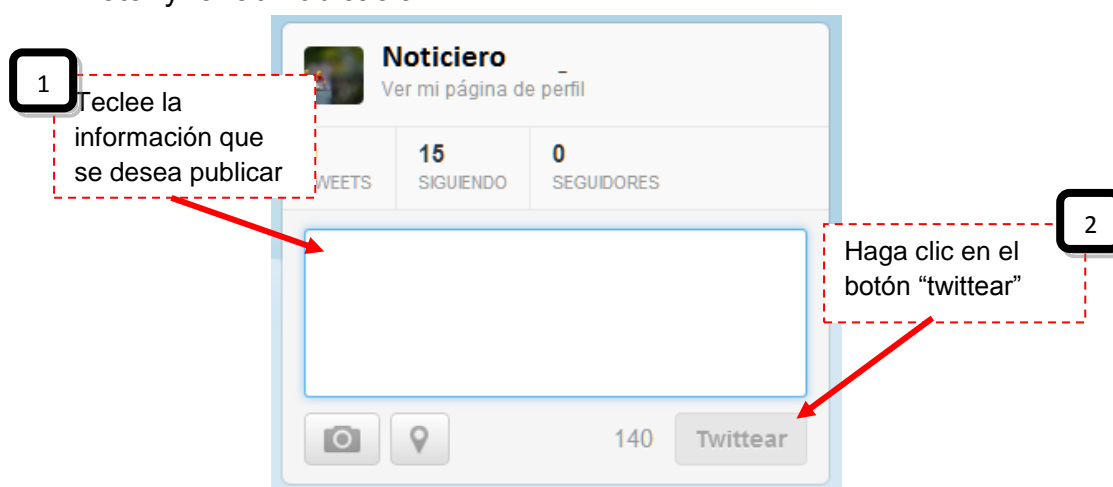 Noticiero
Ver mi página de perfil
1
Teclee la
información que
se desea publicar
WEETS
15
SIGUIENDO
0
SEGUIDORES
2
Haga clic en el
botón “twittear”
140
Twittear